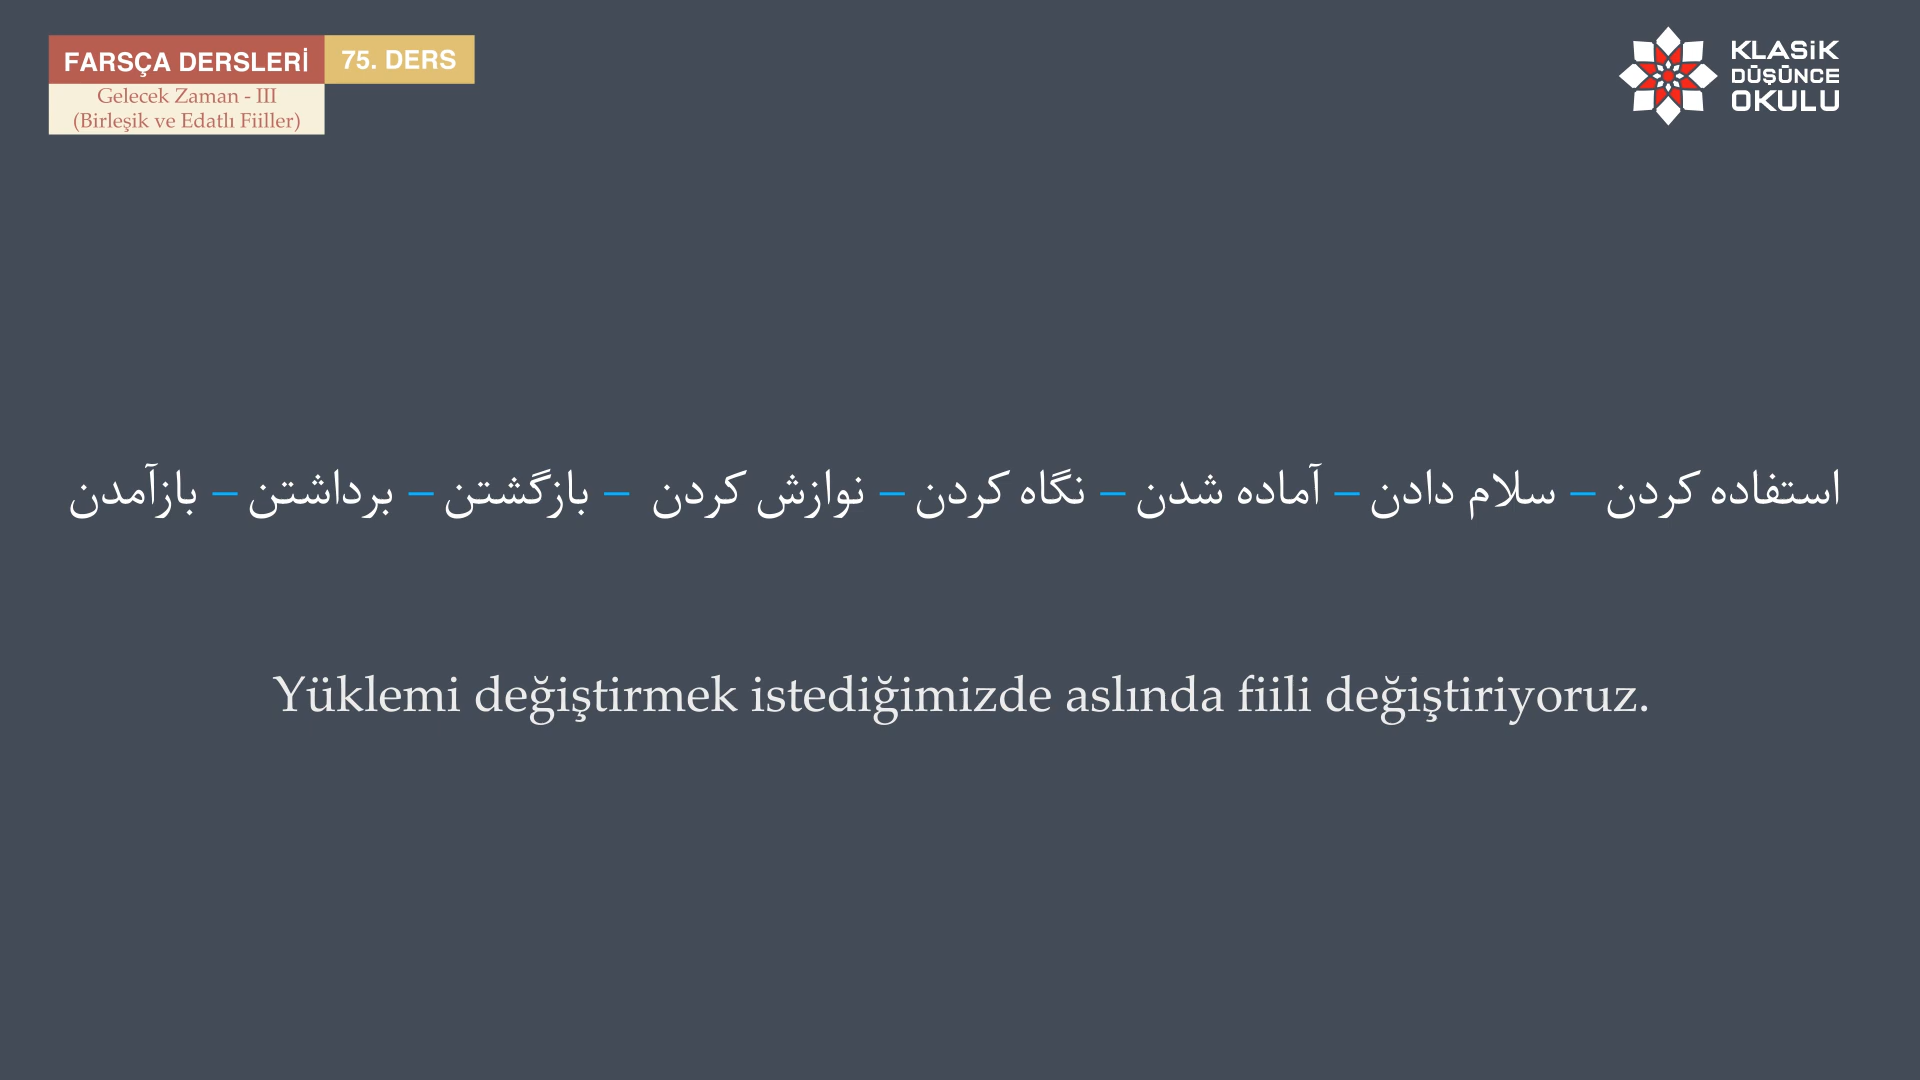 FARSÇA DERSLERİ
75. DERS
Gelecek Zaman - III
(Birleşik ve Edatlı Fiiller)
KLASiK
DÜŞÜNCE
OKULU
استفاده کردن – سلام دادن – آماده شدن – نگاه کردن – نوازش کردن – بازگشتن – برداشتن – بازآمدن
Yüklemi değiştirmek istediğimizde aslında fiili değiştiriyoruz.